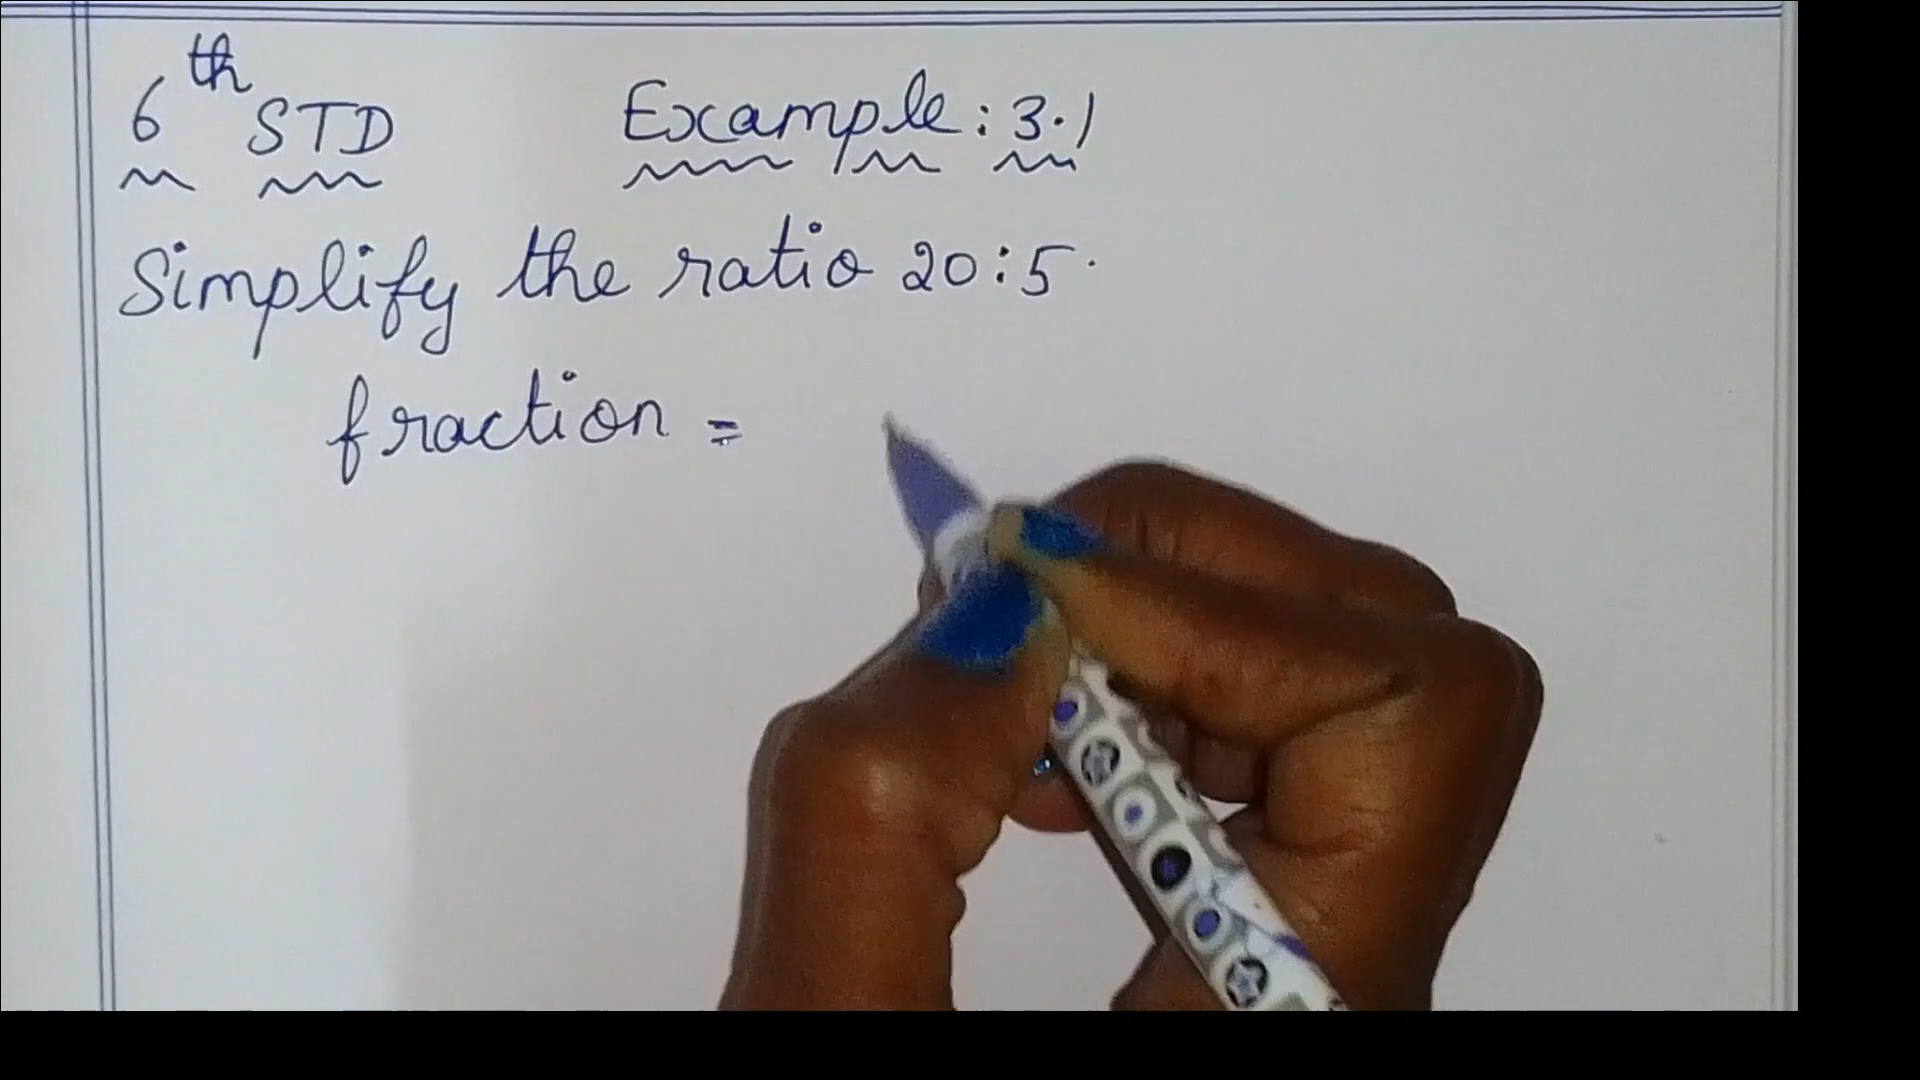 6th STD Example: 3.1
Simplify the ratio 20:5.
fraction =